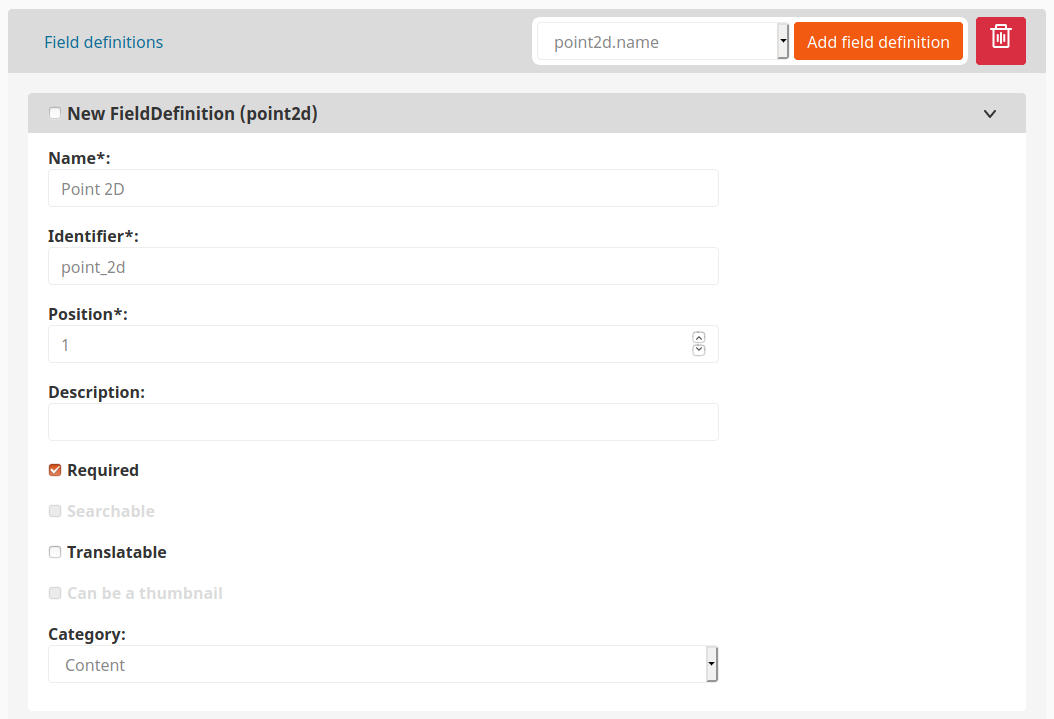 Field definitions
point2d.name
Add field definition
New FieldDefinition (point2d)
Name*:
Point 2D
Identifier*:
point_2d
Position*:
1
Description:
Required
Searchable
Translatable
Can be a thumbnail
Category:
Content